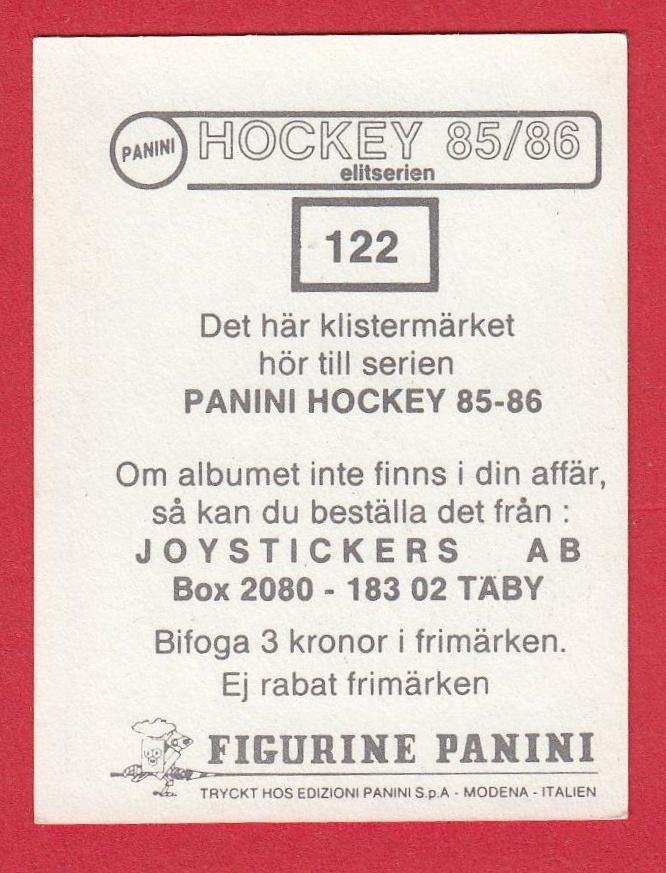 PANINI HOCKEY 85/86
elitserien
122
Det här klistermärket
hör till serien
PANINI HOCKEY 85-86
Om albumet inte finns i din affär,
så kan du beställa det från :
JOYSTICKERS AB
Box 2080 - 183 02 TÄBY
Bifoga 3 kronor i frimärken.
Ej rabat frimärken
FIGURINE PANINI
TRYCKT HOS EDIZIONI PANINI S.p.A - MODENA - ITALIEN